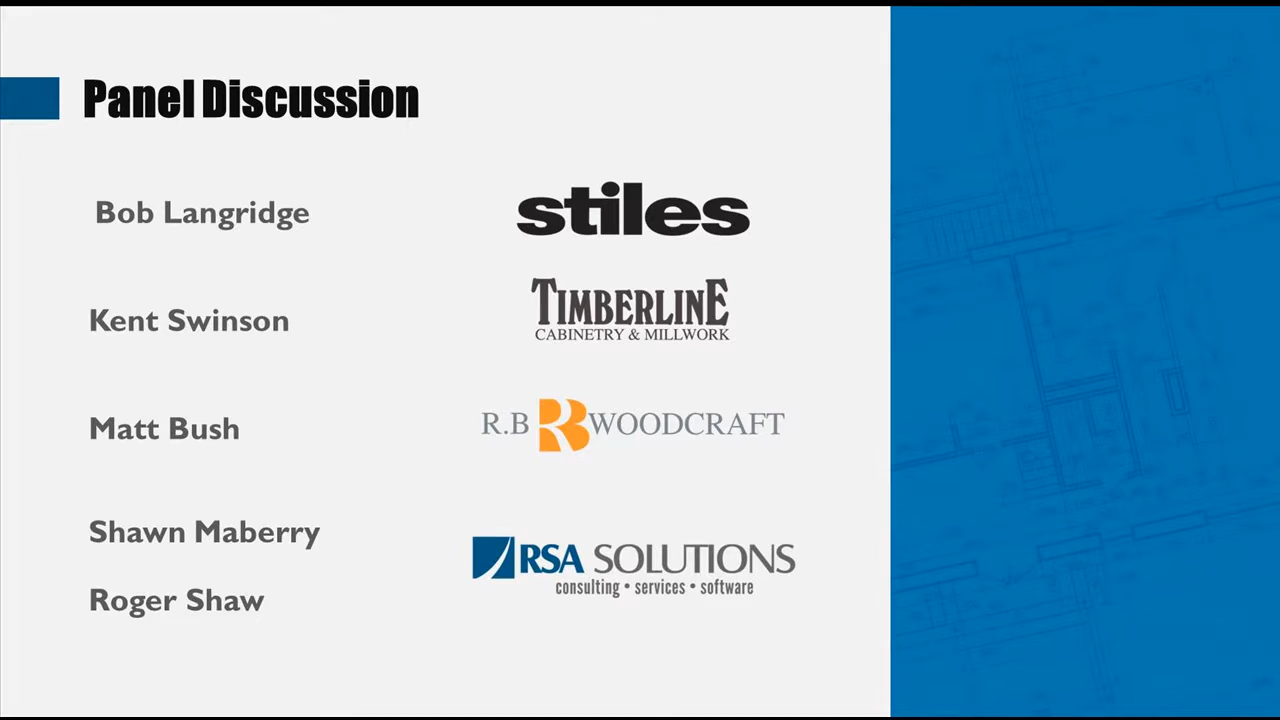 Panel Discussion
Bob Langridge
stiles
Kent Swinson
TIMBERLINE
CABINETRY & MILLWORK
Matt Bush
R.B RB WOODCRAFT
Shawn Maberry
RSA SOLUTIONS
consulting • services • software
Roger Shaw